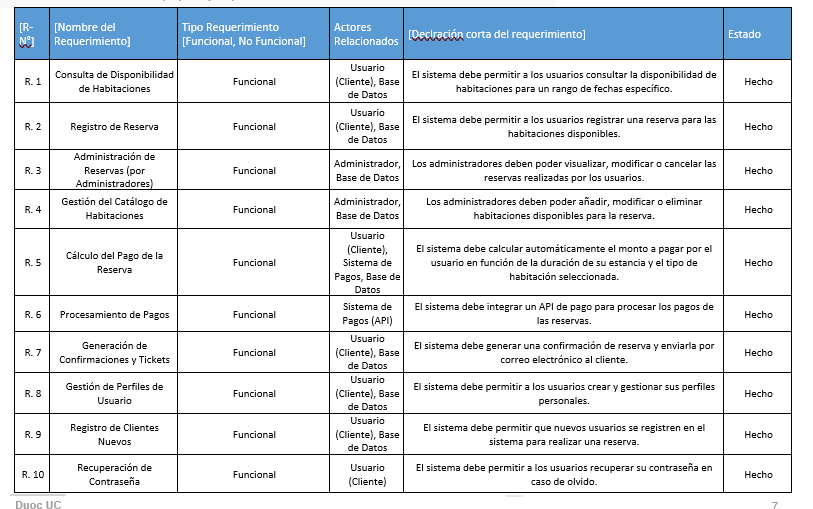 [R-N°] [Nombre del Requerimiento] Tipo Requerimiento [Funcional, No Funcional] Actores Relacionados [Declración corta del requerimiento] Estado
R. 1 Consulta de Disponibilidad de Habitaciones Funcional Usuario (Cliente), Base de Datos El sistema debe permitir a los usuarios consultar la disponibilidad de habitaciones para un rango de fechas específico. Hecho
R. 2 Registro de Reserva Funcional Usuario (Cliente), Base de Datos El sistema debe permitir a los usuarios registrar una reserva para las habitaciones disponibles. Hecho
R. 3 Administración de Reservas (por Administradores) Funcional Administrador, Base de Datos Los administradores deben poder visualizar, modificar o cancelar las reservas realizadas por los usuarios. Hecho
R. 4 Gestión del Catálogo de Habitaciones Funcional Administrador, Base de Datos Los administradores deben poder añadir, modificar o eliminar habitaciones disponibles para la reserva. Hecho
R. 5 Cálculo del Pago de la Reserva Funcional Usuario (Cliente), Sistema de Pagos, Base de Datos El sistema debe calcular automáticamente el monto a pagar por el usuario en función de la duración de su estancia y el tipo de habitación seleccionada. Hecho
R. 6 Procesamiento de Pagos Funcional Sistema de Pagos (API) El sistema debe integrar un API de pago para procesar los pagos de las reservas. Hecho
R. 7 Generación de Confirmaciones y Tickets Funcional Usuario (Cliente), Base de Datos El sistema debe generar una confirmación de reserva y enviarla por correo electrónico al cliente. Hecho
R. 8 Gestión de Perfiles de Usuario Funcional Usuario (Cliente), Base de Datos El sistema debe permitir a los usuarios crear y gestionar sus perfiles personales. Hecho
R. 9 Registro de Clientes Nuevos Funcional Usuario (Cliente), Base de Datos El sistema debe permitir que nuevos usuarios se registren en el sistema para realizar una reserva. Hecho
R. 10 Recuperación de Contraseña Funcional Usuario (Cliente) El sistema debe permitir a los usuarios recuperar su contraseña en caso de olvido. Hecho
Duoc UC 7